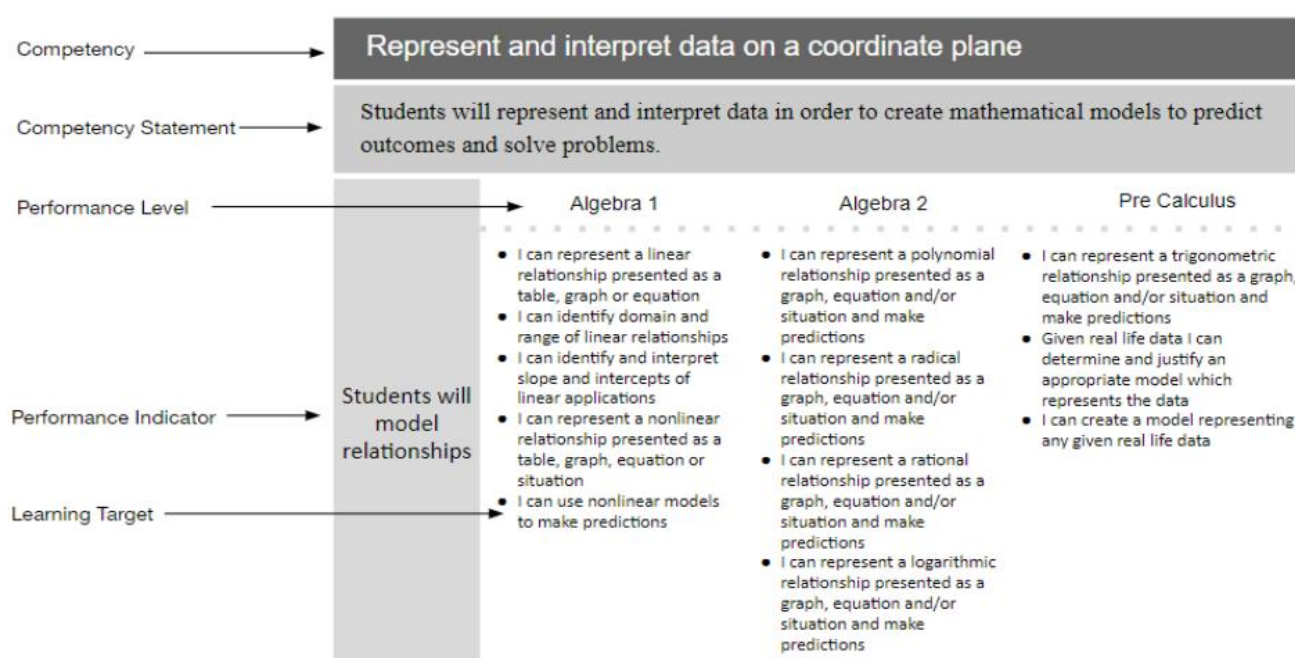 Competency
Represent and interpret data on a coordinate plane
Competency Statement
Students will represent and interpret data in order to create mathematical models to predict
outcomes and solve problems.
Performance Level
Algebra 1
Algebra 2
Pre Calculus
Performance Indicator
Students will
model
relationships
Learning Target
● I can represent a linear
relationship presented as a
table, graph or equation
● I can identify domain and
range of linear relationships
● I can identify and interpret
slope and intercepts of
linear applications
● I can represent a nonlinear
relationship presented as a
table, graph, equation or
situation
● I can use nonlinear models
to make predictions
● I can represent a polynomial
relationship presented as a
graph, equation and/or
situation and make
predictions
● I can represent a radical
relationship presented as a
graph, equation and/or
situation and make
predictions
● I can represent a rational
relationship presented as a
graph, equation and/or
situation and make
predictions
● I can represent a logarithmic
relationship presented as a
graph, equation and/or
situation and make
predictions
● I can represent a trigonometric
relationship presented as a graph,
equation and/or situation and
make predictions
● Given real life data I can
determine and justify an
appropriate model which
represents the data
● I can create a model representing
any given real life data